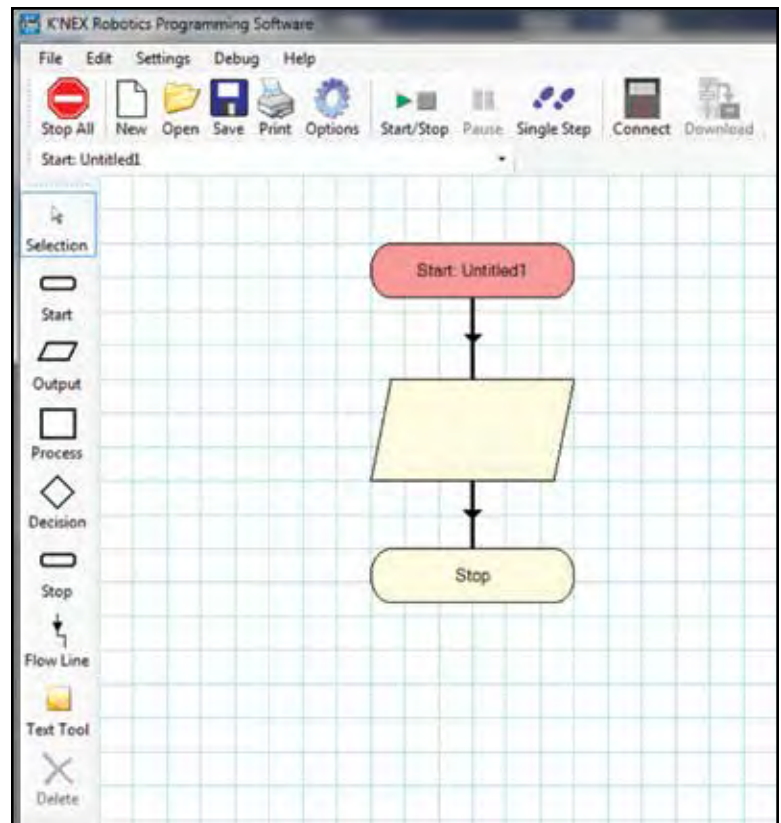 K'NEX Robotics Programming Software
File Edit Settings Debug Help
Stop All New Open Save Print Options Start/Stop Pause Single Step Connect Download
Start: Untitled1
Selection
Start
Output
Process
Decision
Stop
Flow Line
Text Tool
Delete
Start: Untitled1
Stop